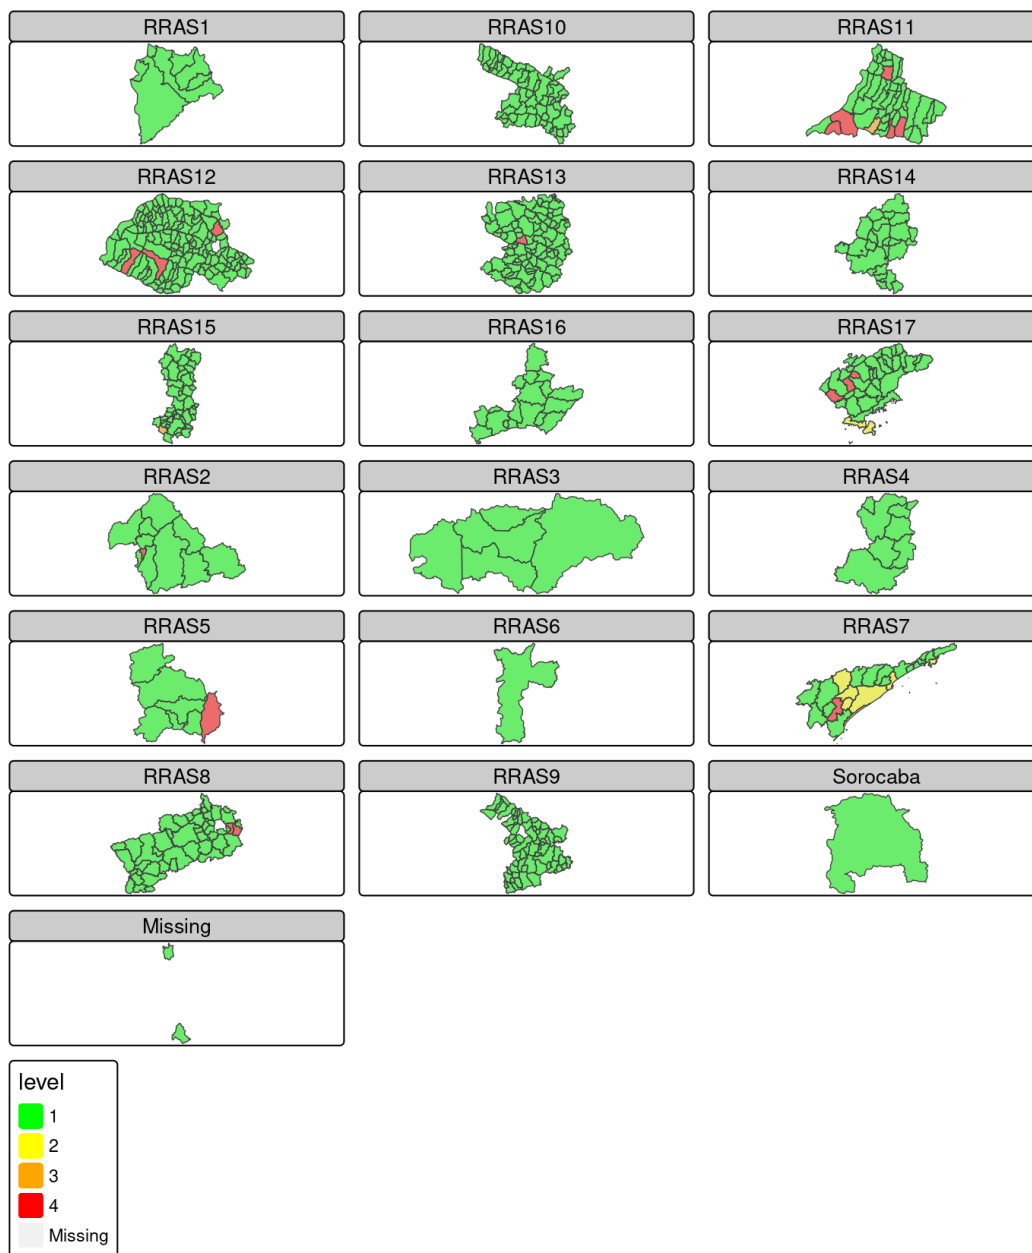 RRAS1
RRAS10
RRAS11
RRAS12
RRAS13
RRAS14
RRAS15
RRAS16
RRAS17
RRAS2
RRAS3
RRAS4
RRAS5
RRAS6
RRAS7
RRAS8
RRAS9
Sorocaba
Missing
level
1
2
3
4
Missing